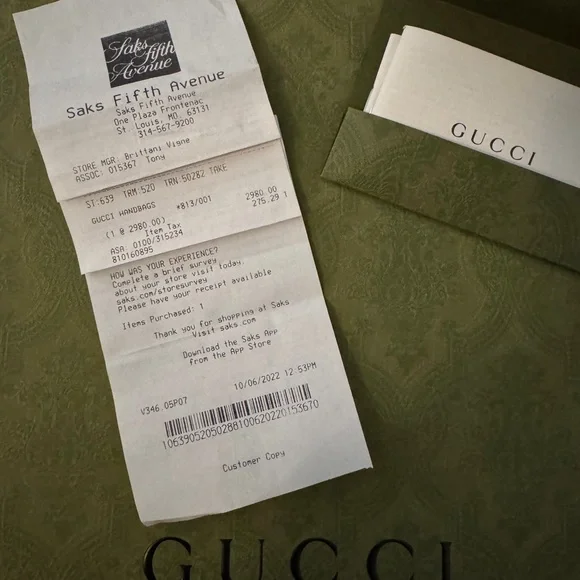 Saks
Fifth
Avenue
Saks Fifth Avenue
Saks Fifth Avenue
One Plaza Frontenac
St. Louis, MO 63131
314-567-9200
STORE MGR: Brittani Vigne
ASSOC: 015367 Tony
ST:639 TRM:520 TRN:50282 TAKE
GUCCI HANDBAGS *813/001 2980.00
(1 @ 2980.00)
Item Tax 275.29 1
ASA: 0100/315234
810160895
HOW WAS YOUR EXPERIENCE?
Complete a brief survey
about your store visit today.
saks.com/storesurvey
Please have your receipt available
Items Purchased: 1
Thank you for shopping at Saks
Visit saks.com
Download the Saks App
from the App Store
V346.05P07 10/06/2022 12:53PM
10639052050288100620220153670
Customer Copy
GUCCI
GUCCI